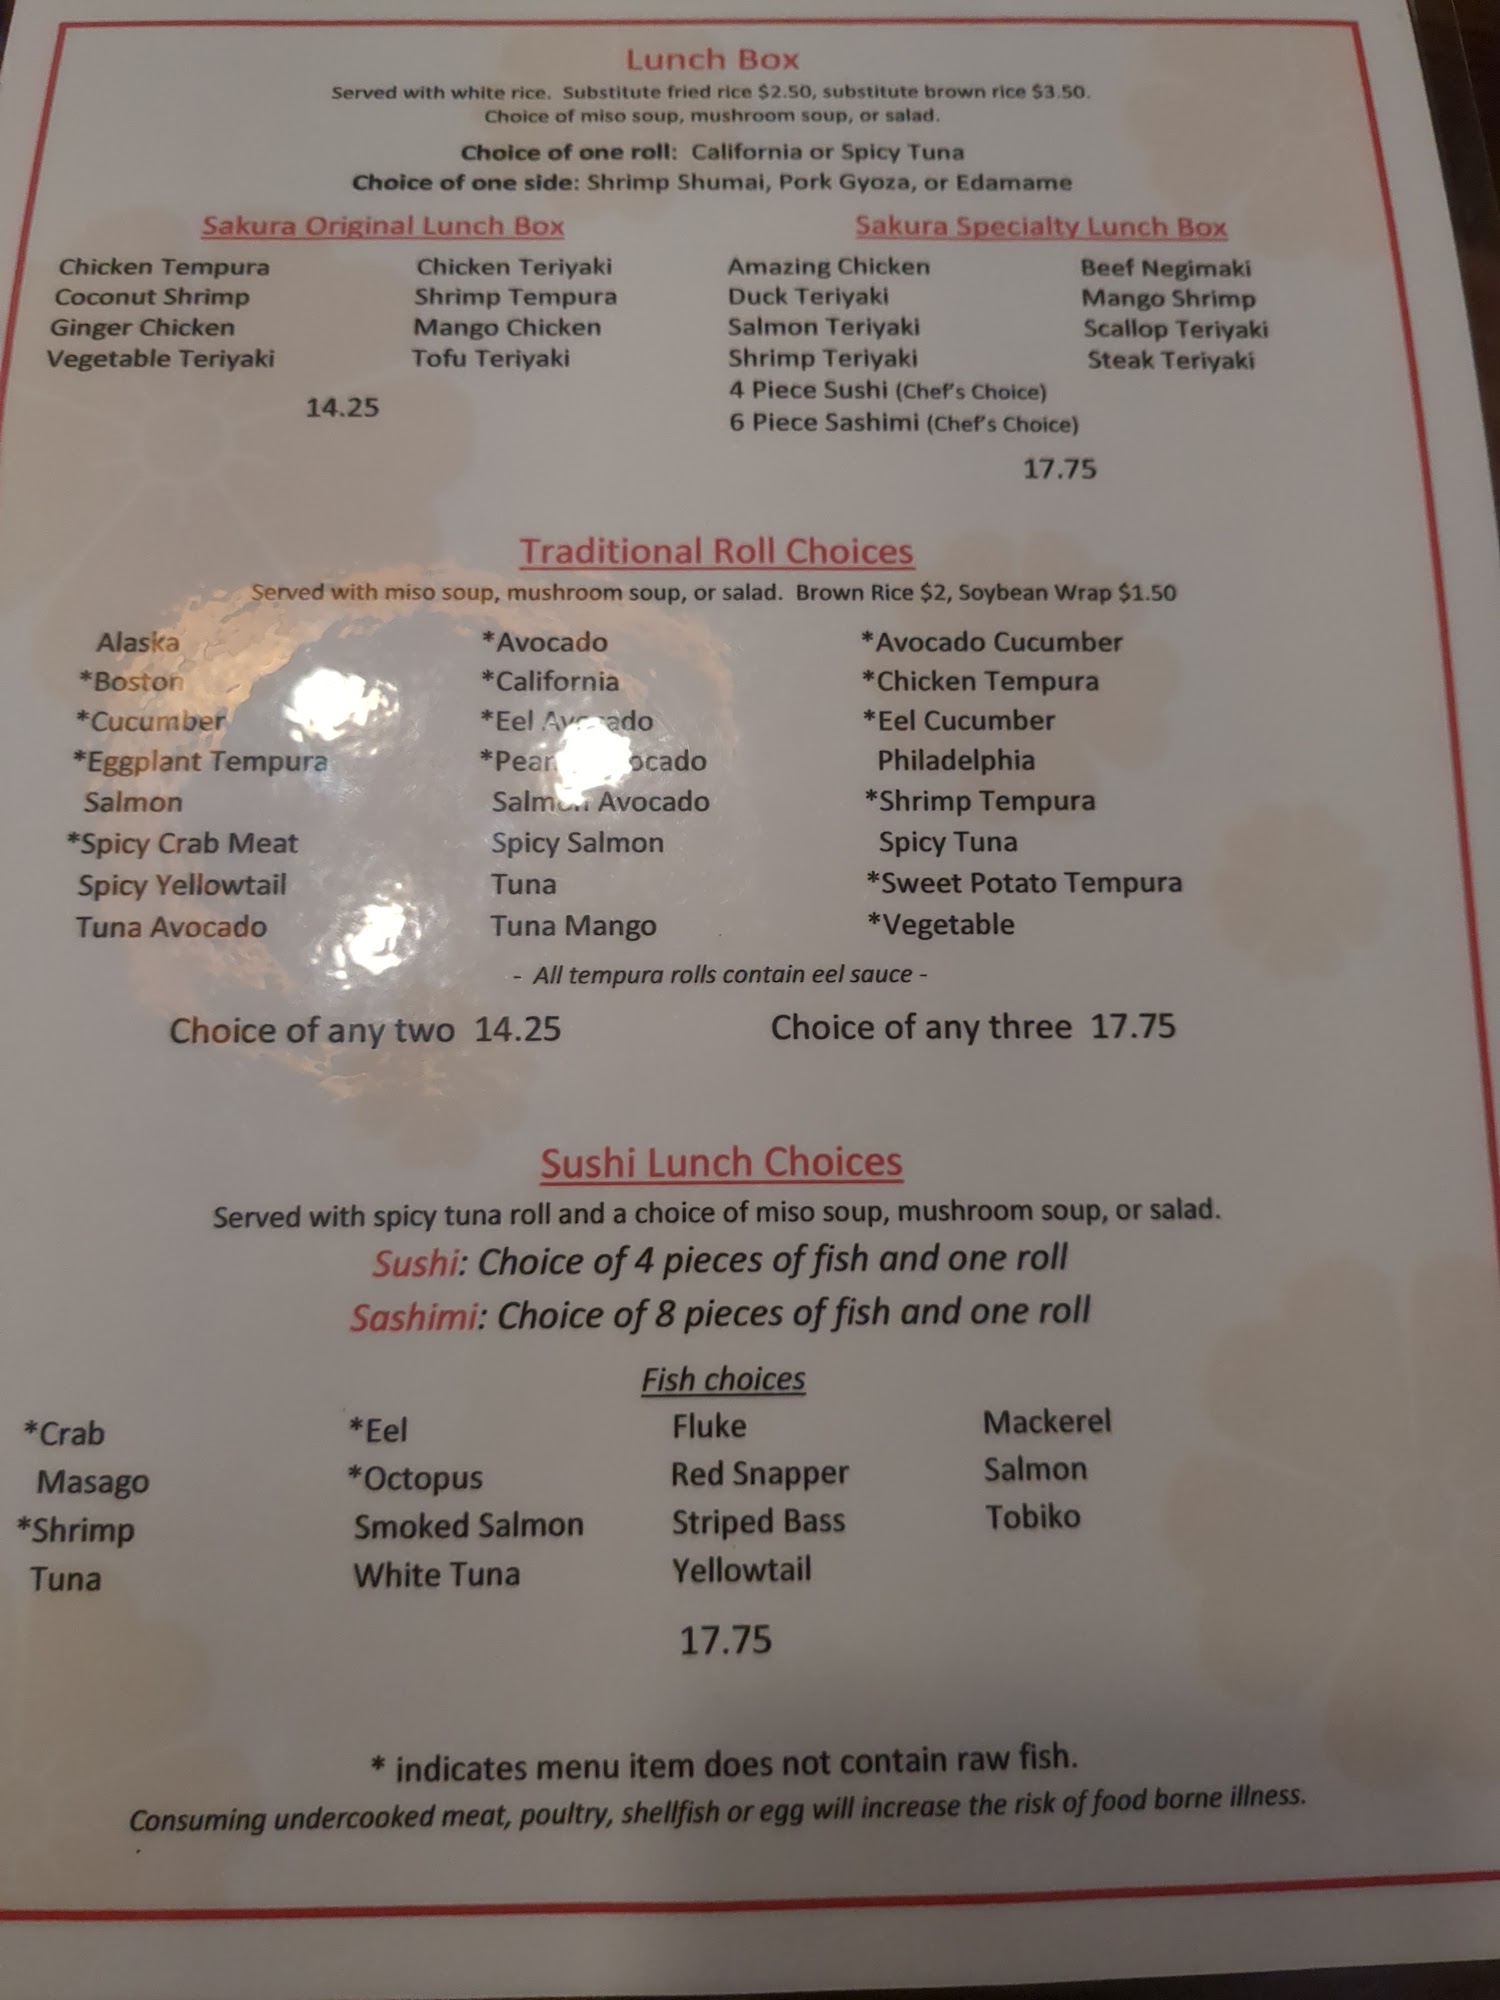 Lunch Box
Served with white rice. Substitute fried rice $2.50, substitute brown rice $3.50.
Choice of miso soup, mushroom soup, or salad.
Choice of one roll: California or Spicy Tuna
Choice of one side: Shrimp Shumai, Pork Gyoza, or Edamame
Sakura Original Lunch Box
Chicken Tempura Chicken Teriyaki
Coconut Shrimp Shrimp Tempura
Ginger Chicken Mango Chicken
Vegetable Teriyaki Tofu Teriyaki
14.25
Sakura Specialty Lunch Box
Amazing Chicken Beef Negimaki
Duck Teriyaki Mango Shrimp
Salmon Teriyaki Scallop Teriyaki
Shrimp Teriyaki Steak Teriyaki
4 Piece Sushi (Chef's Choice)
6 Piece Sashimi (Chef's Choice)
17.75
Traditional Roll Choices
Served with miso soup, mushroom soup, or salad. Brown Rice $2, Soybean Wrap $1.50
Alaska *Avocado *Avocado Cucumber
*Boston *California *Chicken Tempura
*Cucumber *Eel Avocado *Eel Cucumber
*Eggplant Tempura Philadelphia
Salmon Salmon Avocado *Shrimp Tempura
*Spicy Crab Meat Spicy Salmon Spicy Tuna
Spicy Yellowtail Tuna *Sweet Potato Tempura
Tuna Avocado Tuna Mango *Vegetable
- All tempura rolls contain eel sauce -
Choice of any two 14.25 Choice of any three 17.75
Sushi Lunch Choices
Served with spicy tuna roll and a choice of miso soup, mushroom soup, or salad.
Sushi: Choice of 4 pieces of fish and one roll
Sashimi: Choice of 8 pieces of fish and one roll
Fish choices
*Crab *Eel Fluke Mackerel
Masago *Octopus Red Snapper Salmon
*Shrimp Smoked Salmon Striped Bass Tobiko
Tuna White Tuna Yellowtail
17.75
* indicates menu item does not contain raw fish.
Consuming undercooked meat, poultry, shellfish or egg will increase the risk of food borne illness.